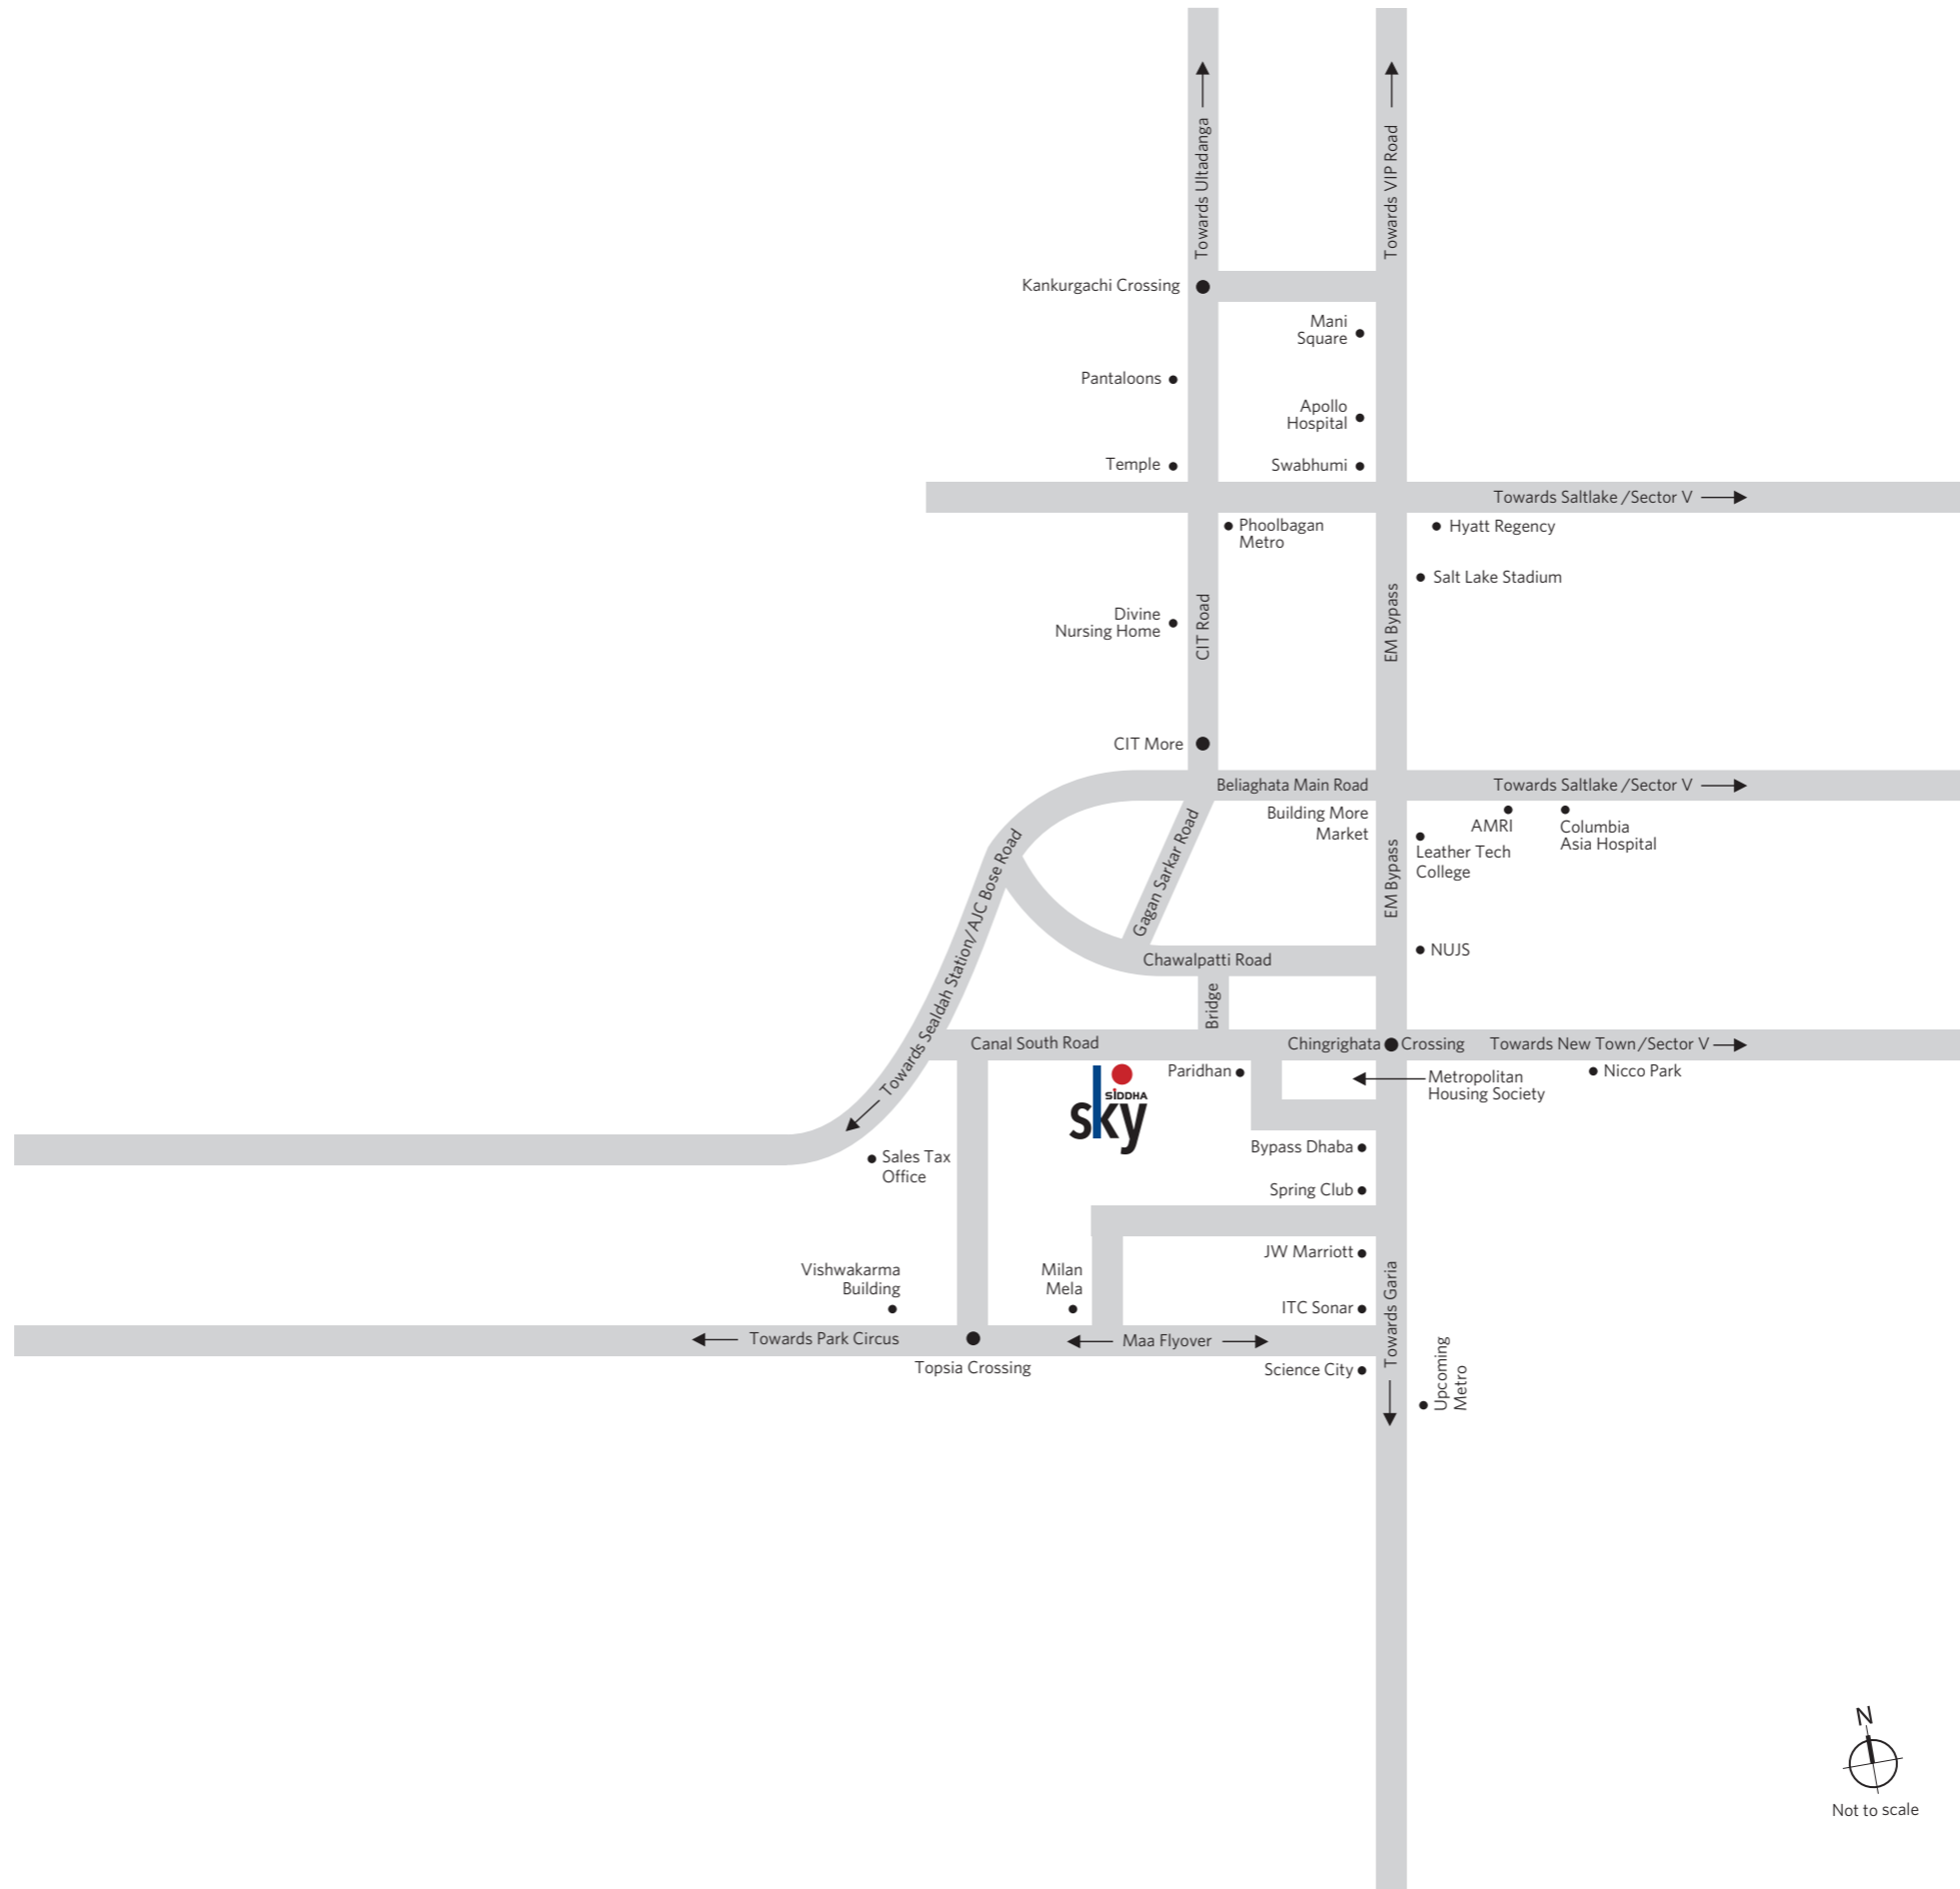 Towards Ultadanga
Towards VIP Road
Kankurgachi Crossing
Mani
Square
Pantaloons
Apollo
Hospital
Temple
Swabhumi
Towards Saltlake /Sector V
Phoolbagan
Metro
Hyatt Regency
Salt Lake Stadium
Divine
Nursing Home
CIT Road
EM Bypass
CIT More
Beliaghata Main Road
Towards Saltlake /Sector V
Building More
Market
AMRI
Columbia
Asia Hospital
Leather Tech
College
Gagan Sarkar Road
EM Bypass
Towards Sealdah Station/AJC Bose Road
NUJS
Chawalpatti Road
Bridge
Canal South Road
Chingrighata
Crossing
Towards New Town/Sector V
Paridhan
Metropolitan
Housing Society
Nicco Park
SIDDHA
sky
Bypass Dhaba
Sales Tax
Office
Spring Club
JW Marriott
Vishwakarma
Building
Milan
Mela
ITC Sonar
Towards Garia
Towards Park Circus
Maa Flyover
Topsia Crossing
Science City
Upcoming
Metro
N
Not to scale